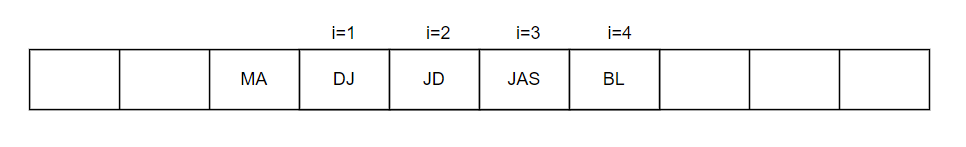 i=1 i=2 i=3 i=4
MA DJ JD JAS BL